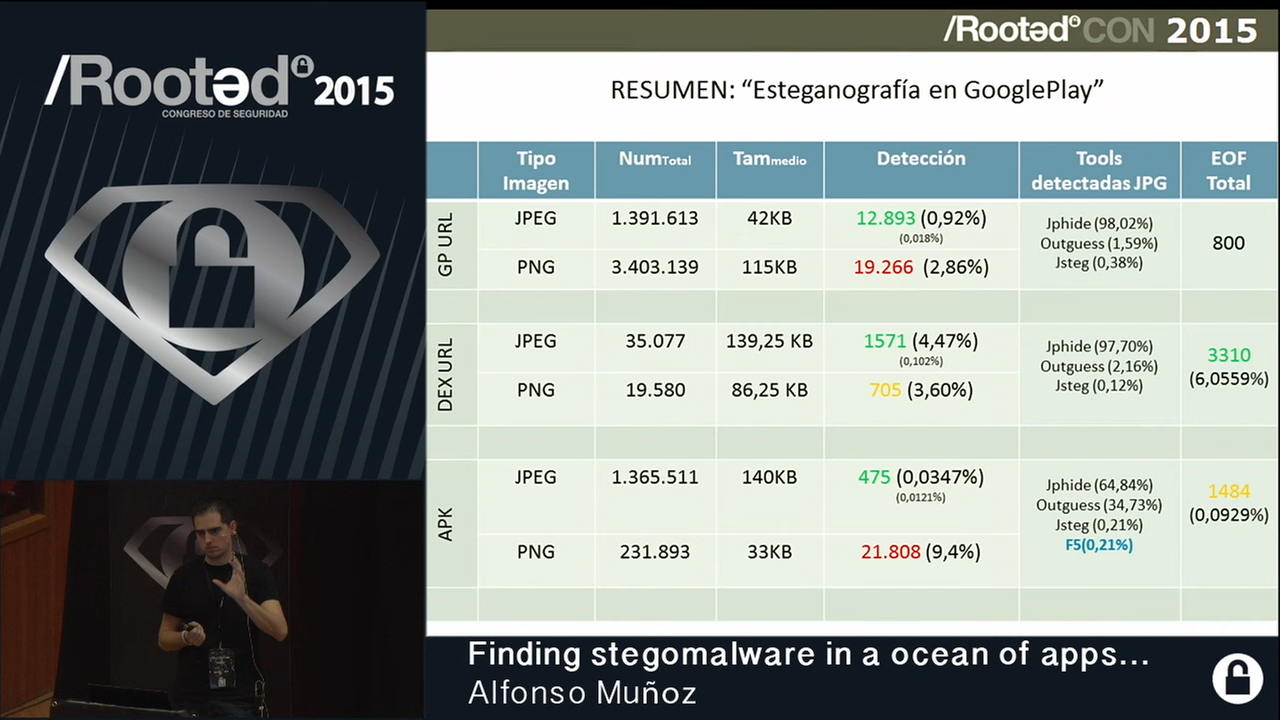 /Rooted 2015
CONGRESO DE SEGURIDAD
/Rooted CON 2015
RESUMEN: “Esteganografía en GooglePlay”
Tipo Imagen NumTotal Tammedio Detección Tools detectadas JPG EOF Total
GP URL
JPEG 1.391.613 42KB 12.893 (0,92%)
(0,018%)
PNG 3.403.139 115KB 19.266 (2,86%)
Jphide (98,02%)
Outguess (1,59%)
Jsteg (0,38%)
800
DEX URL
JPEG 35.077 139,25 KB 1571 (4,47%)
(0,102%)
PNG 19.580 86,25 KB 705 (3,60%)
Jphide (97,70%)
Outguess (2,16%)
Jsteg (0,12%)
3310
(6,0559%)
APK
JPEG 1.365.511 140KB 475 (0,0347%)
(0,0121%)
PNG 231.893 33KB 21.808 (9,4%)
Jphide (64,84%)
Outguess (34,73%)
Jsteg (0,21%)
F5(0,21%)
1484
(0,0929%)
Finding stegomalware in a ocean of apps...
Alfonso Muñoz